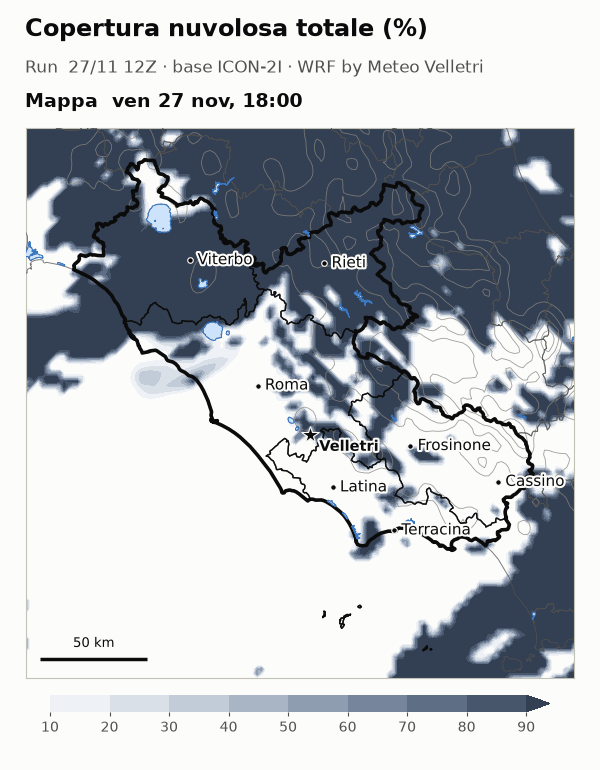 Copertura nuvolosa totale (%)
Run 27/11 12Z · base ICON-2I · WRF by Meteo Velletri
Mappa ven 27 nov, 18:00
Viterbo
Rieti
Roma
Velletri
Frosinone
Cassino
Latina
Terracina
50 km
10 20 30 40 50 60 70 80 90